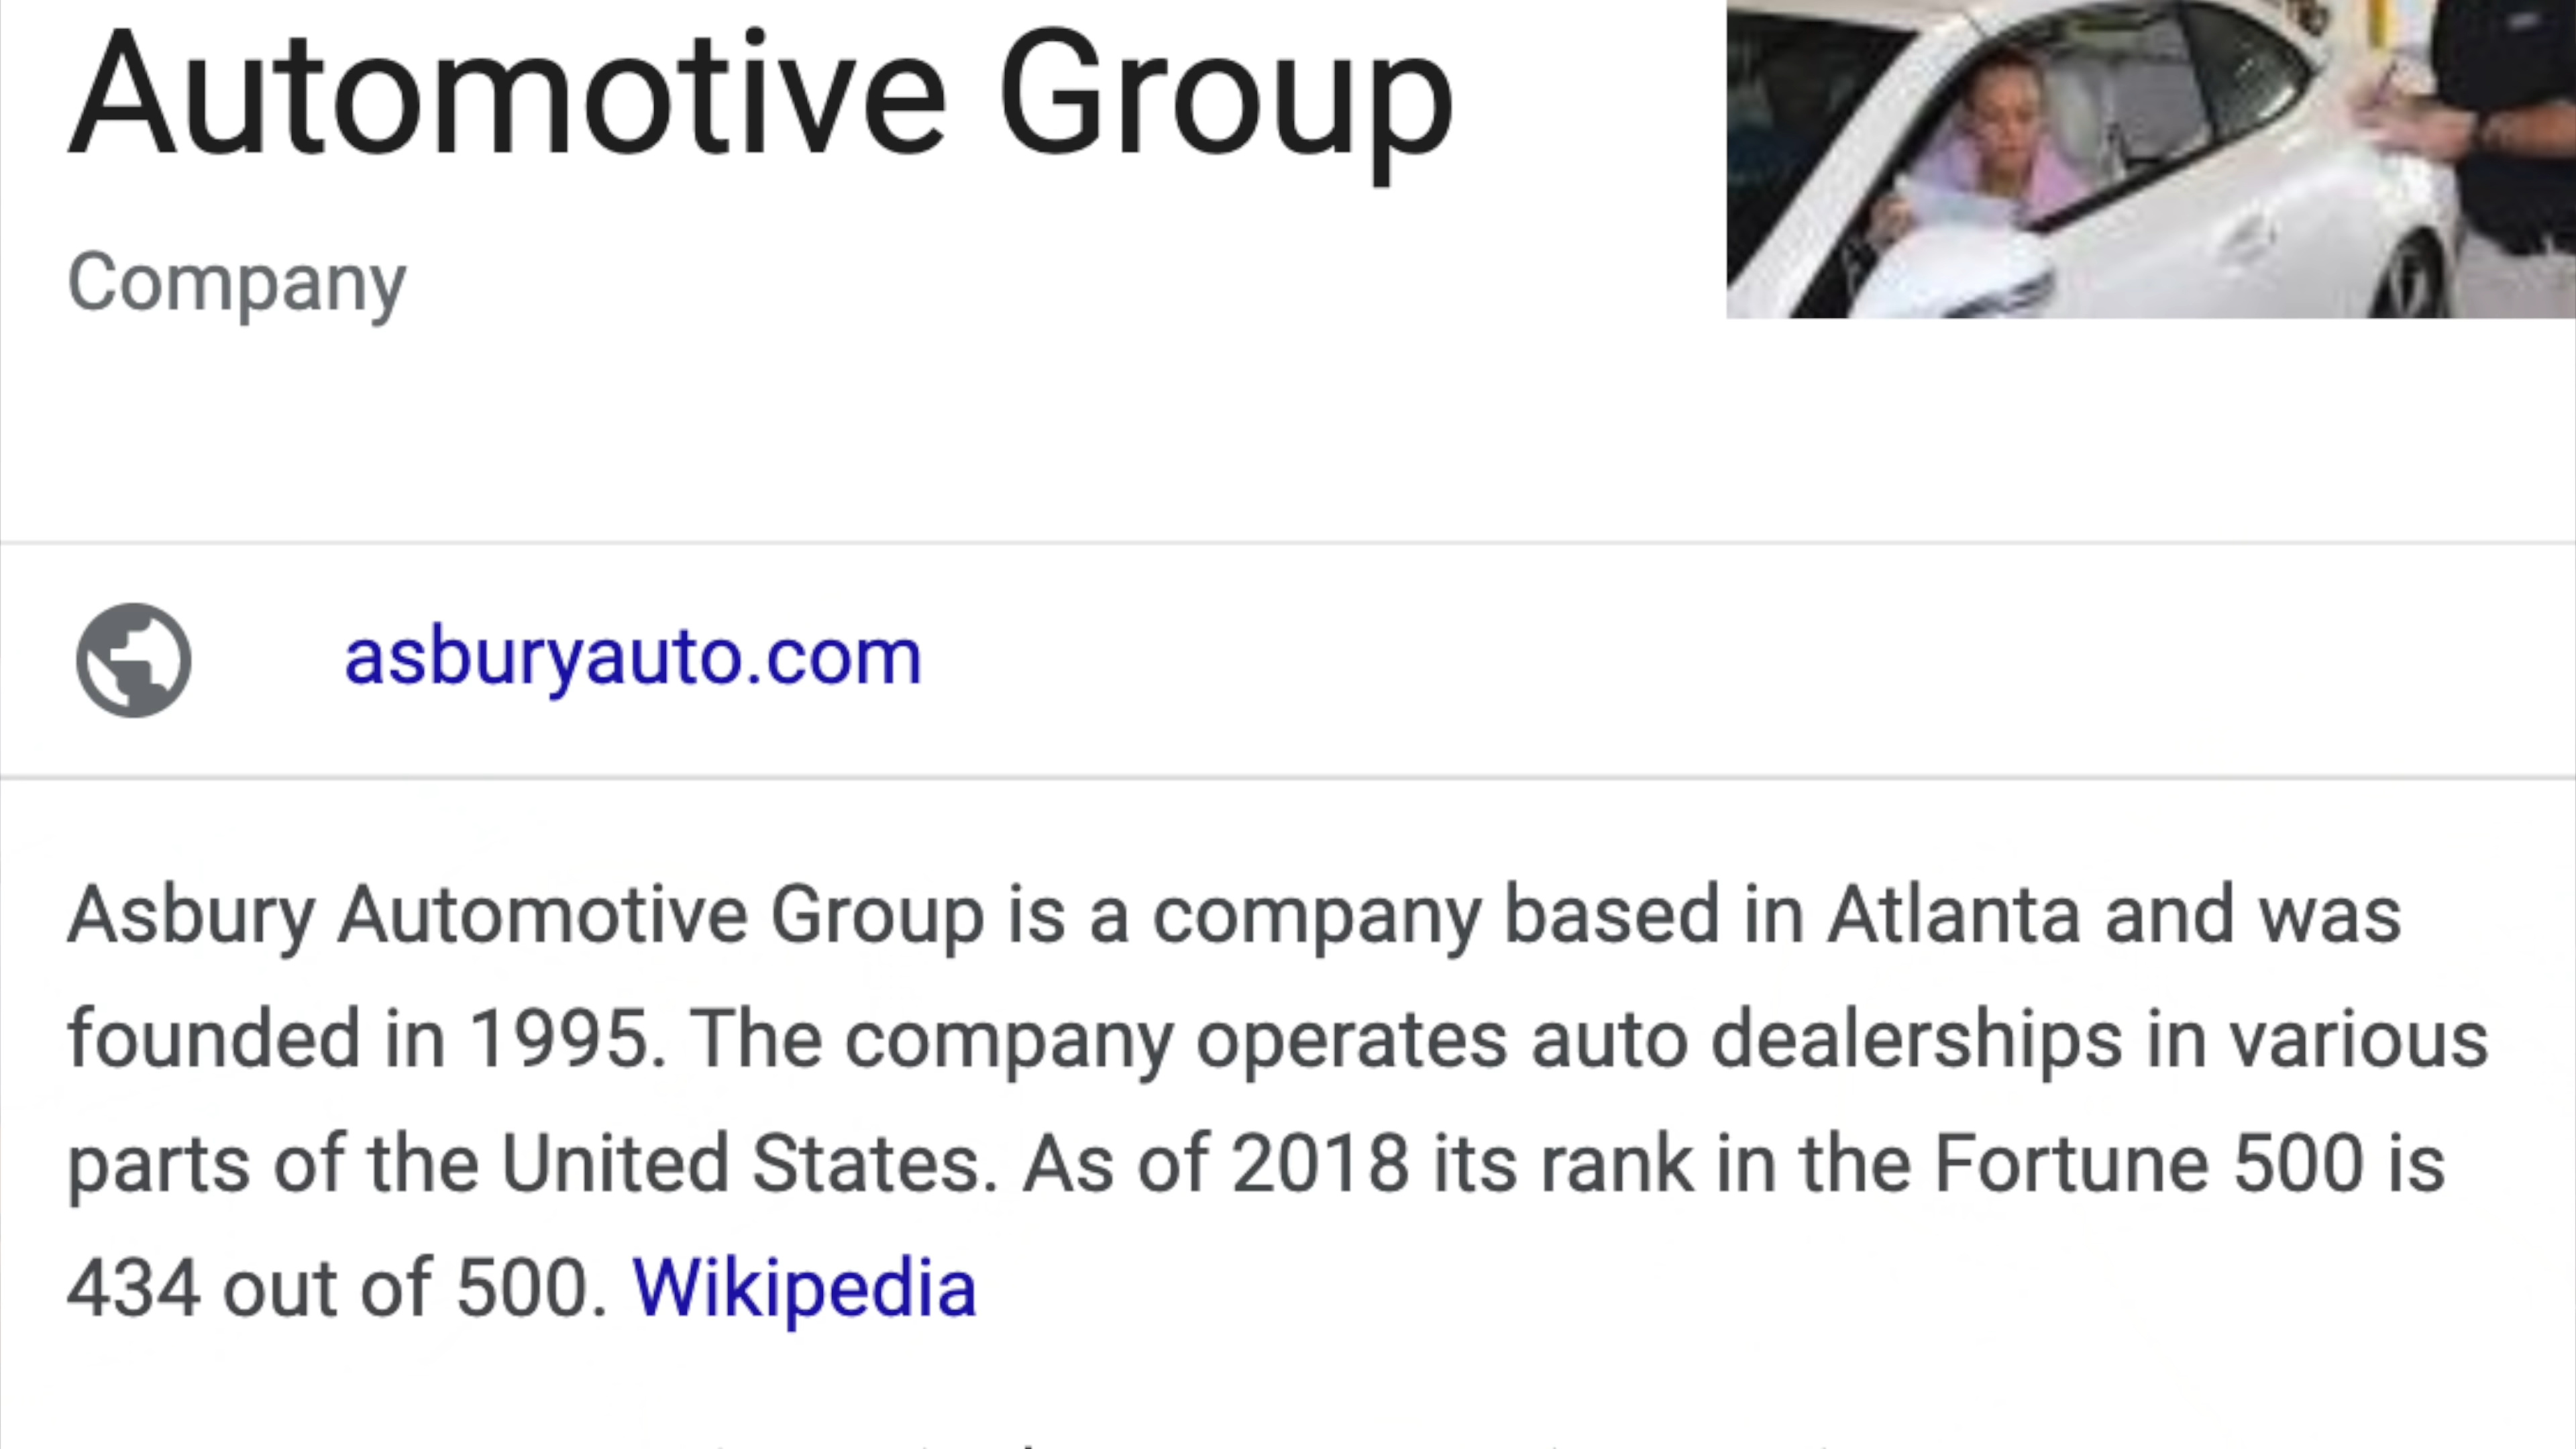 Automotive Group
Company
asburyauto.com
Asbury Automotive Group is a company based in Atlanta and was
founded in 1995. The company operates auto dealerships in various
parts of the United States. As of 2018 its rank in the Fortune 500 is
434 out of 500. Wikipedia